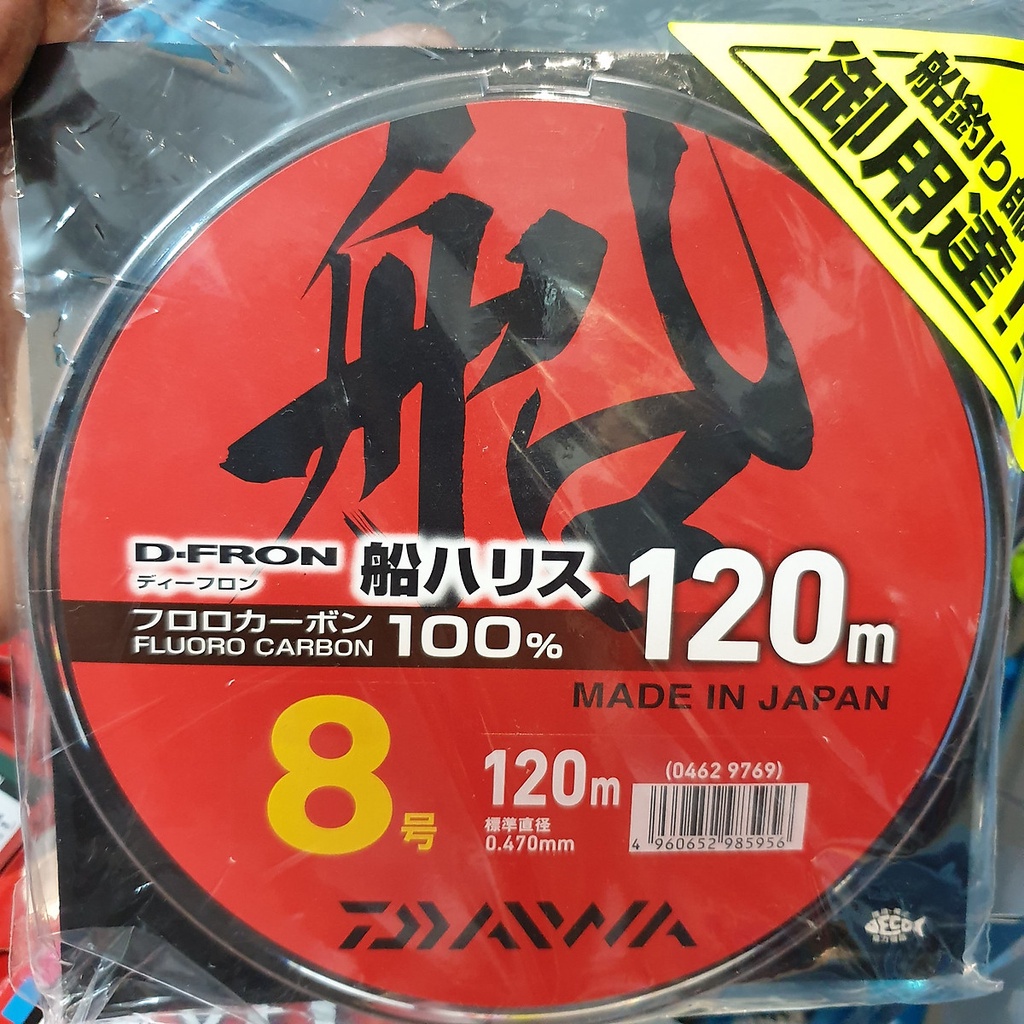 船釣り師
御用達!!
船
D-FRON
ディーフロン
船ハリス
120m
フロロカーボン
FLUORO CARBON
100%
MADE IN JAPAN
8号
120m
標準直径
0.470mm
(0462 9769)
4 960652 985956
DAIWA
ECO